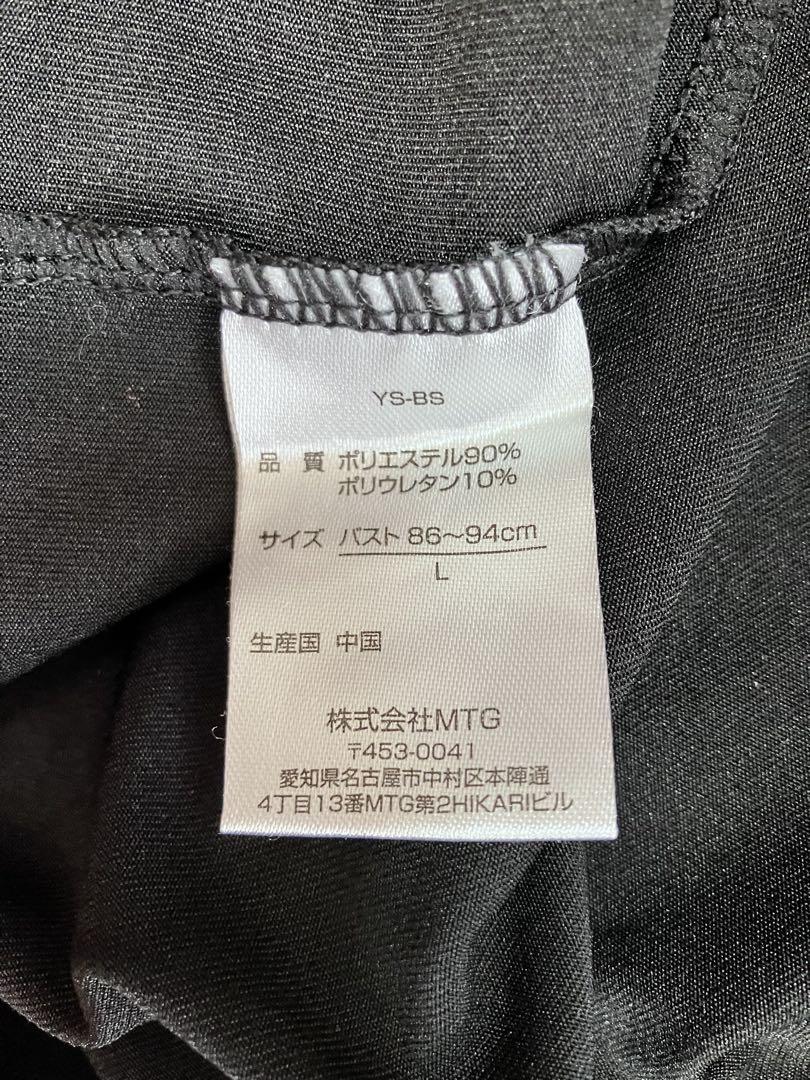 YS-BS
品 質 ポリエステル90%
ポリウレタン10%
サイズ バスト 86～94cm
L
生産国 中国
株式会社MTG
〒453-0041
愛知県名古屋市中村区本陣通
4丁目13番MTG第2HIKARIビル